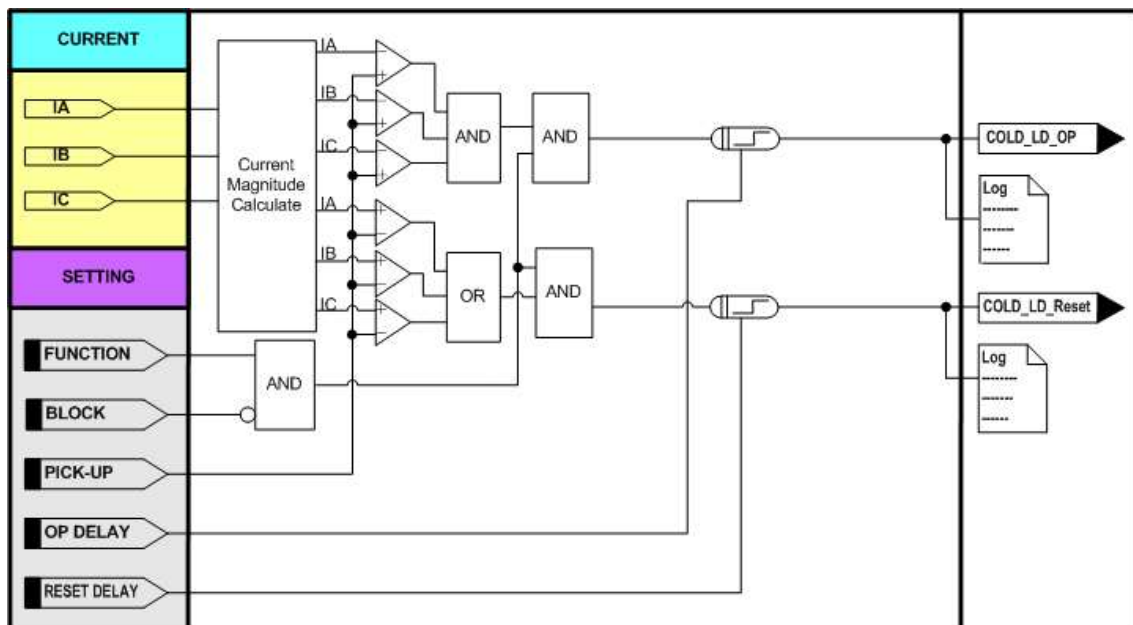 CURRENT
IA
IB
IC
SETTING
FUNCTION
BLOCK
PICK-UP
OP DELAY
RESET DELAY
Current
Magnitude
Calculate
IA
IB
IC
IA
IB
IC
AND
AND
OR
AND
AND
COLD_LD_OP
Log
COLD_LD_Reset
Log